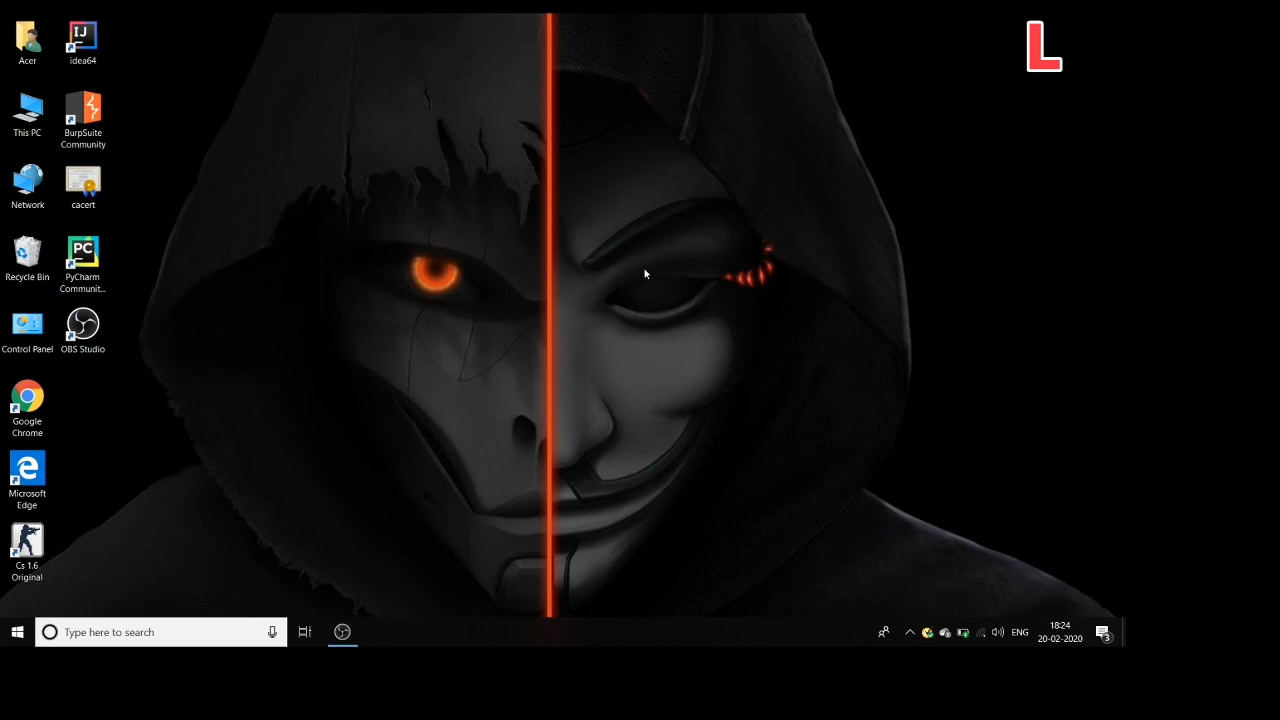 L
Acer
IJ
idea64
This PC
BurpSuite
Community
Network
cacert
Recycle Bin
PC
PyCharm
Communit...
Control Panel
OBS Studio
Google
Chrome
Microsoft
Edge
Cs 1.6
Original
Type here to search
ENG
18:24
20-02-2020
3